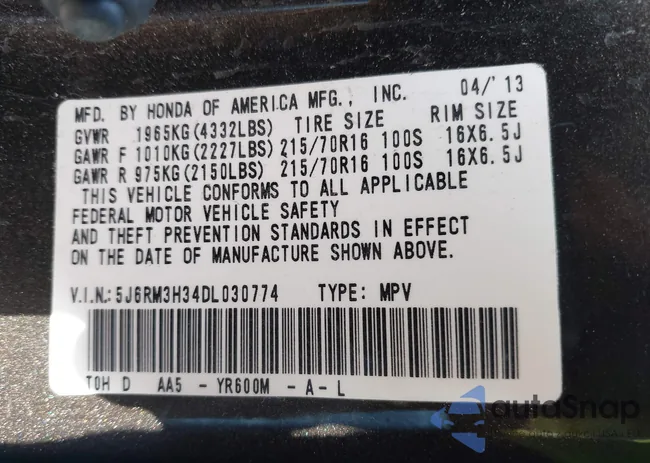 MFD. BY HONDA OF AMERICA MFG., INC. 04/'13
GVWR 1965KG(4332LBS) TIRE SIZE RIM SIZE
GAWR F 1010KG(2227LBS) 215/70R16 100S 16X6.5J
GAWR R 975KG(2150LBS) 215/70R16 100S 16X6.5J
THIS VEHICLE CONFORMS TO ALL APPLICABLE
FEDERAL MOTOR VEHICLE SAFETY
AND THEFT PREVENTION STANDARDS IN EFFECT
ON THE DATE OF MANUFACTURE SHOWN ABOVE.
V.I.N.:5J6RM3H34DL030774 TYPE: MPV
TOH D AA5 - YR600M - A - L
autoSnap